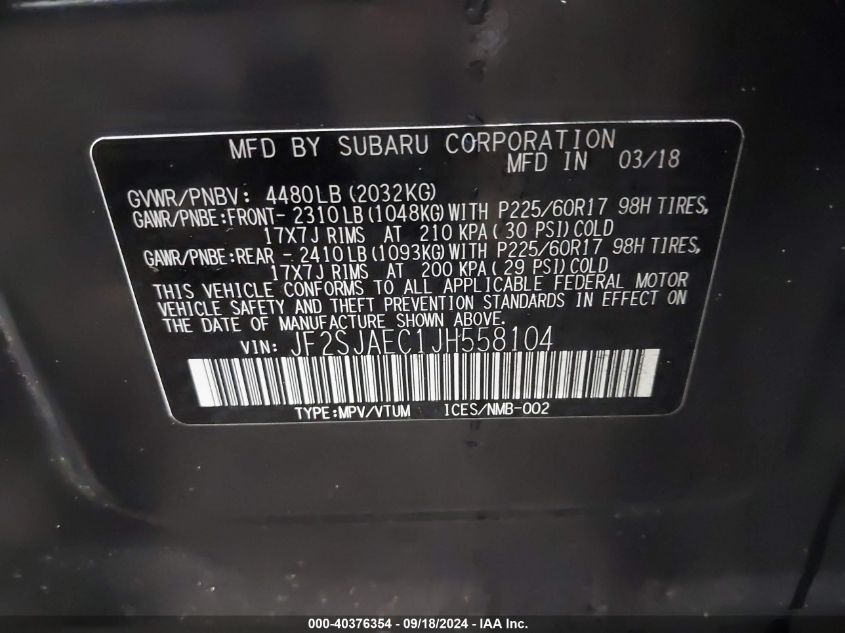 MFD BY SUBARU CORPORATION
MFD IN 03/18
GVWR/PNBV: 4480LB(2032KG)
GAWR/PNBE:FRONT- 2310LB(1048KG)WITH P225/60R17 98H TIRES,
17X7J RIMS AT 210 KPA( 30 PSI)COLD
GAWR/PNBE:REAR - 2410LB(1093KG)WITH P225/60R17 98H TIRES,
17X7J RIMS AT 200 KPA( 29 PSI)COLD
THIS VEHICLE CONFORMS TO ALL APPLICABLE FEDERAL MOTOR
VEHICLE SAFETY AND THEFT PREVENTION STANDARDS IN EFFECT ON
THE DATE OF MANUFACTURE SHOWN ABOVE.
VIN: JF2SJAEC1JH558104
TYPE:MPV/VTUM ICES/NMB-002
000-40376354 - 09/18/2024 - IAA Inc.